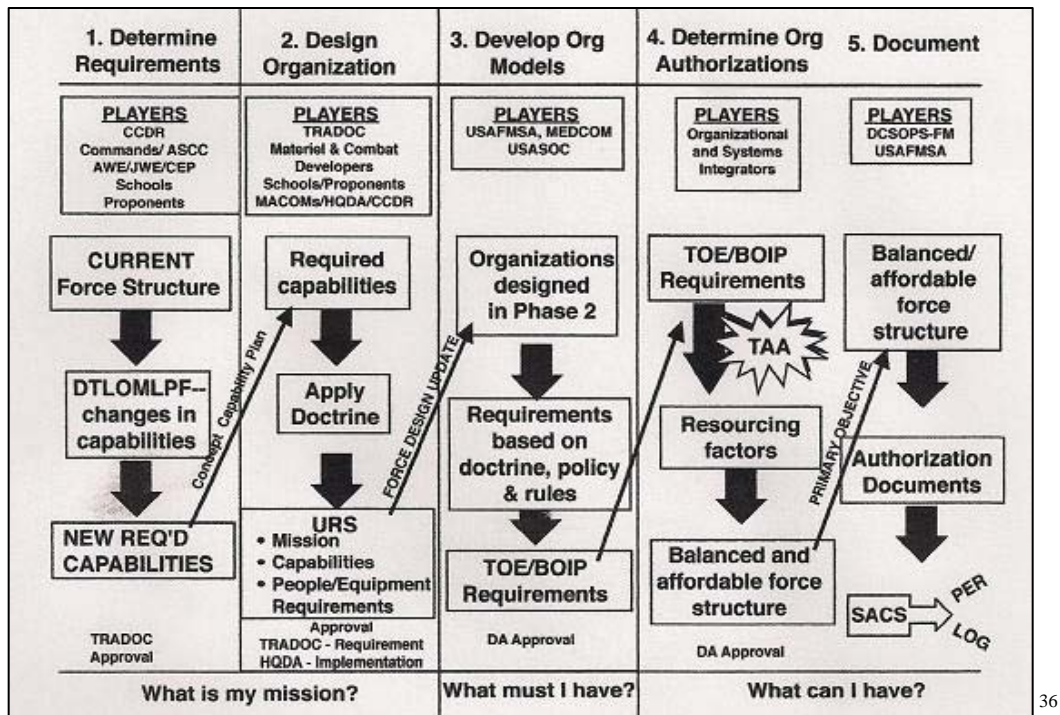 1. Determine
Requirements
PLAYERS
CCDR
Commands/ ASCC
AWE/JWE/CEP
Schools
Proponents
CURRENT
Force Structure
DTLOMLPF--
changes in
capabilities
NEW REQ'D
CAPABILITIES
TRADOC
Approval
Concept Capability Plan
2. Design
Organization
PLAYERS
TRADOC
Materiel & Combat
Developers
Schools/Proponents
MACOMs/HQDA/CCDR
Required
capabilities
Apply
Doctrine
URS
• Mission
• Capabilities
• People/Equipment
Requirements
Approval
TRADOC - Requirement
HQDA - Implementation
What is my mission?
FORCE DESIGN UPDATE
3. Develop Org
Models
PLAYERS
USAFMSA, MEDCOM
USASOC
Organizations
designed
in Phase 2
Requirements
based on
doctrine, policy
& rules
TOE/BOIP
Requirements
DA Approval
What must I have?
4. Determine Org
Authorizations
PLAYERS
Organizational
and Systems
Integrators
TOE/BOIP
Requirements
TAA
Resourcing
factors
Balanced and
affordable force
structure
DA Approval
PRIMARY OBJECTIVE
5. Document
PLAYERS
DCSOPS-FM
USAFMSA
Balanced/
affordable
force
structure
Authorization
Documents
SACS
PER
LOG
What can I have?
36